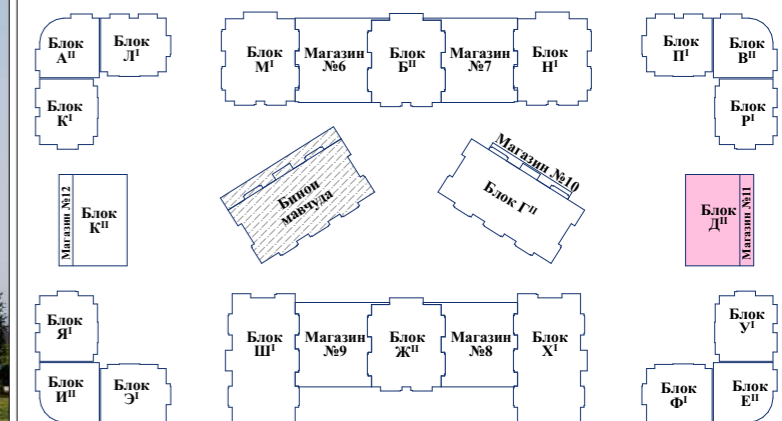 Блок
Аᴵᴵ
Блок
Лᴵ
Блок
Мᴵ
Магазин
№6
Блок
Бᴵᴵ
Магазин
№7
Блок
Нᴵ
Блок
Пᴵ
Блок
Вᴵᴵ
Блок
Кᴵ
Блок
Рᴵ
Магазин №12
Блок
Кᴵᴵ
Бинои
мавҷуда
Магазин №10
Блок Гᴵᴵ
Блок
Дᴵᴵ
Магазин №11
Блок
Яᴵ
Блок
Шᴵ
Магазин
№9
Блок
Жᴵᴵ
Магазин
№8
Блок
Хᴵ
Блок
Уᴵ
Блок
Иᴵᴵ
Блок
Эᴵ
Блок
Фᴵ
Блок
Еᴵᴵ